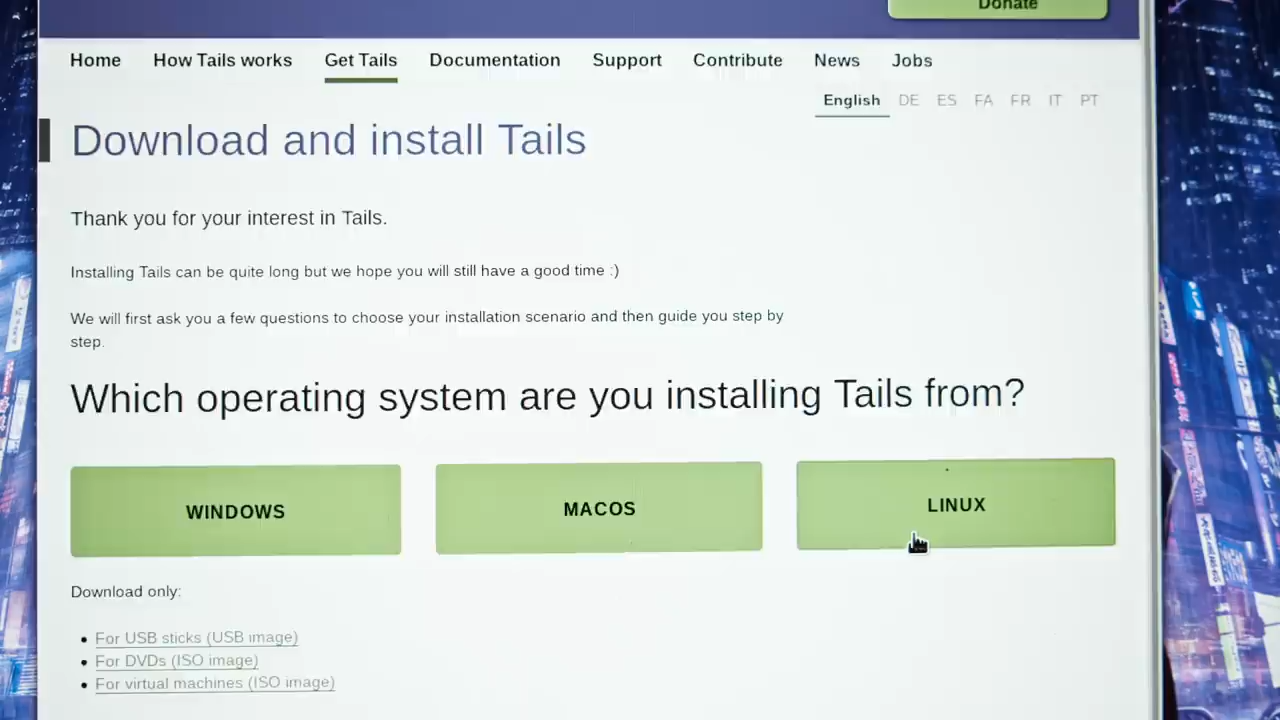 Donate
Home How Tails works Get Tails Documentation Support Contribute News Jobs
English DE ES FA FR IT PT
Download and install Tails
Thank you for your interest in Tails.
Installing Tails can be quite long but we hope you will still have a good time :)
We will first ask you a few questions to choose your installation scenario and then guide you step by
step.
Which operating system are you installing Tails from?
WINDOWS MACOS LINUX
Download only:
• For USB sticks (USB image)
• For DVDs (ISO image)
• For virtual machines (ISO image)